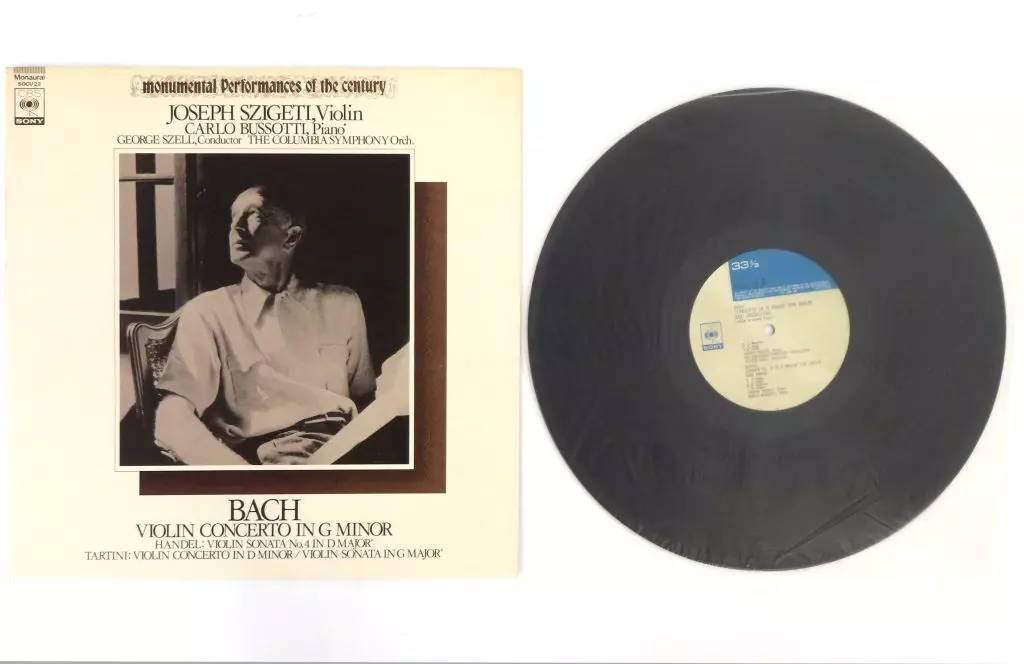 Monaural
SOCU 22
CBS
SONY
monumental Performances of the century
JOSEPH SZIGETI, Violin
CARLO BUSSOTTI, Piano*
GEORGE SZELL, Conductor THE COLUMBIA SYMPHONY Orch.
BACH
VIOLIN CONCERTO IN G MINOR
HANDEL: VIOLIN SONATA No.4 IN D MAJOR*
TARTINI: VIOLIN CONCERTO IN D MINOR / VIOLIN SONATA IN G MAJOR*
33⅓
SONY